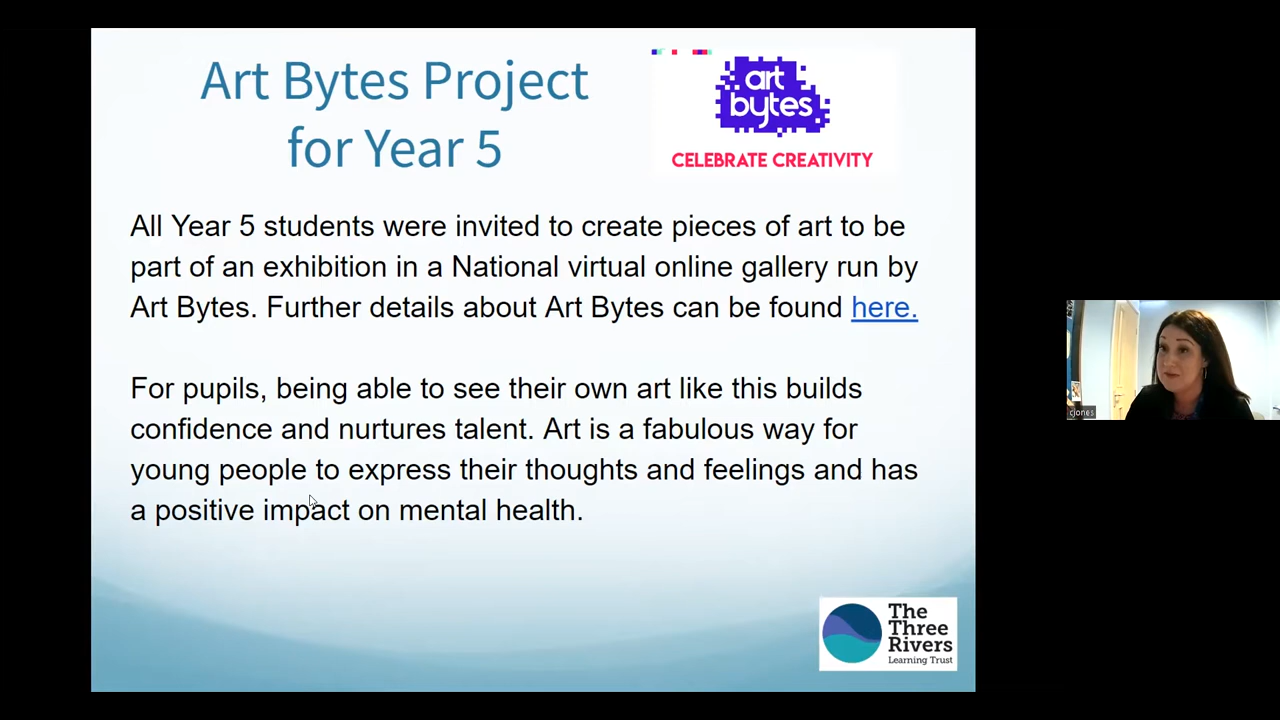 Art Bytes Project
for Year 5
art
bytes
CELEBRATE CREATIVITY
All Year 5 students were invited to create pieces of art to be
part of an exhibition in a National virtual online gallery run by
Art Bytes. Further details about Art Bytes can be found here.
For pupils, being able to see their own art like this builds
confidence and nurtures talent. Art is a fabulous way for
young people to express their thoughts and feelings and has
a positive impact on mental health.
cjones
The
Three
Rivers
Learning Trust